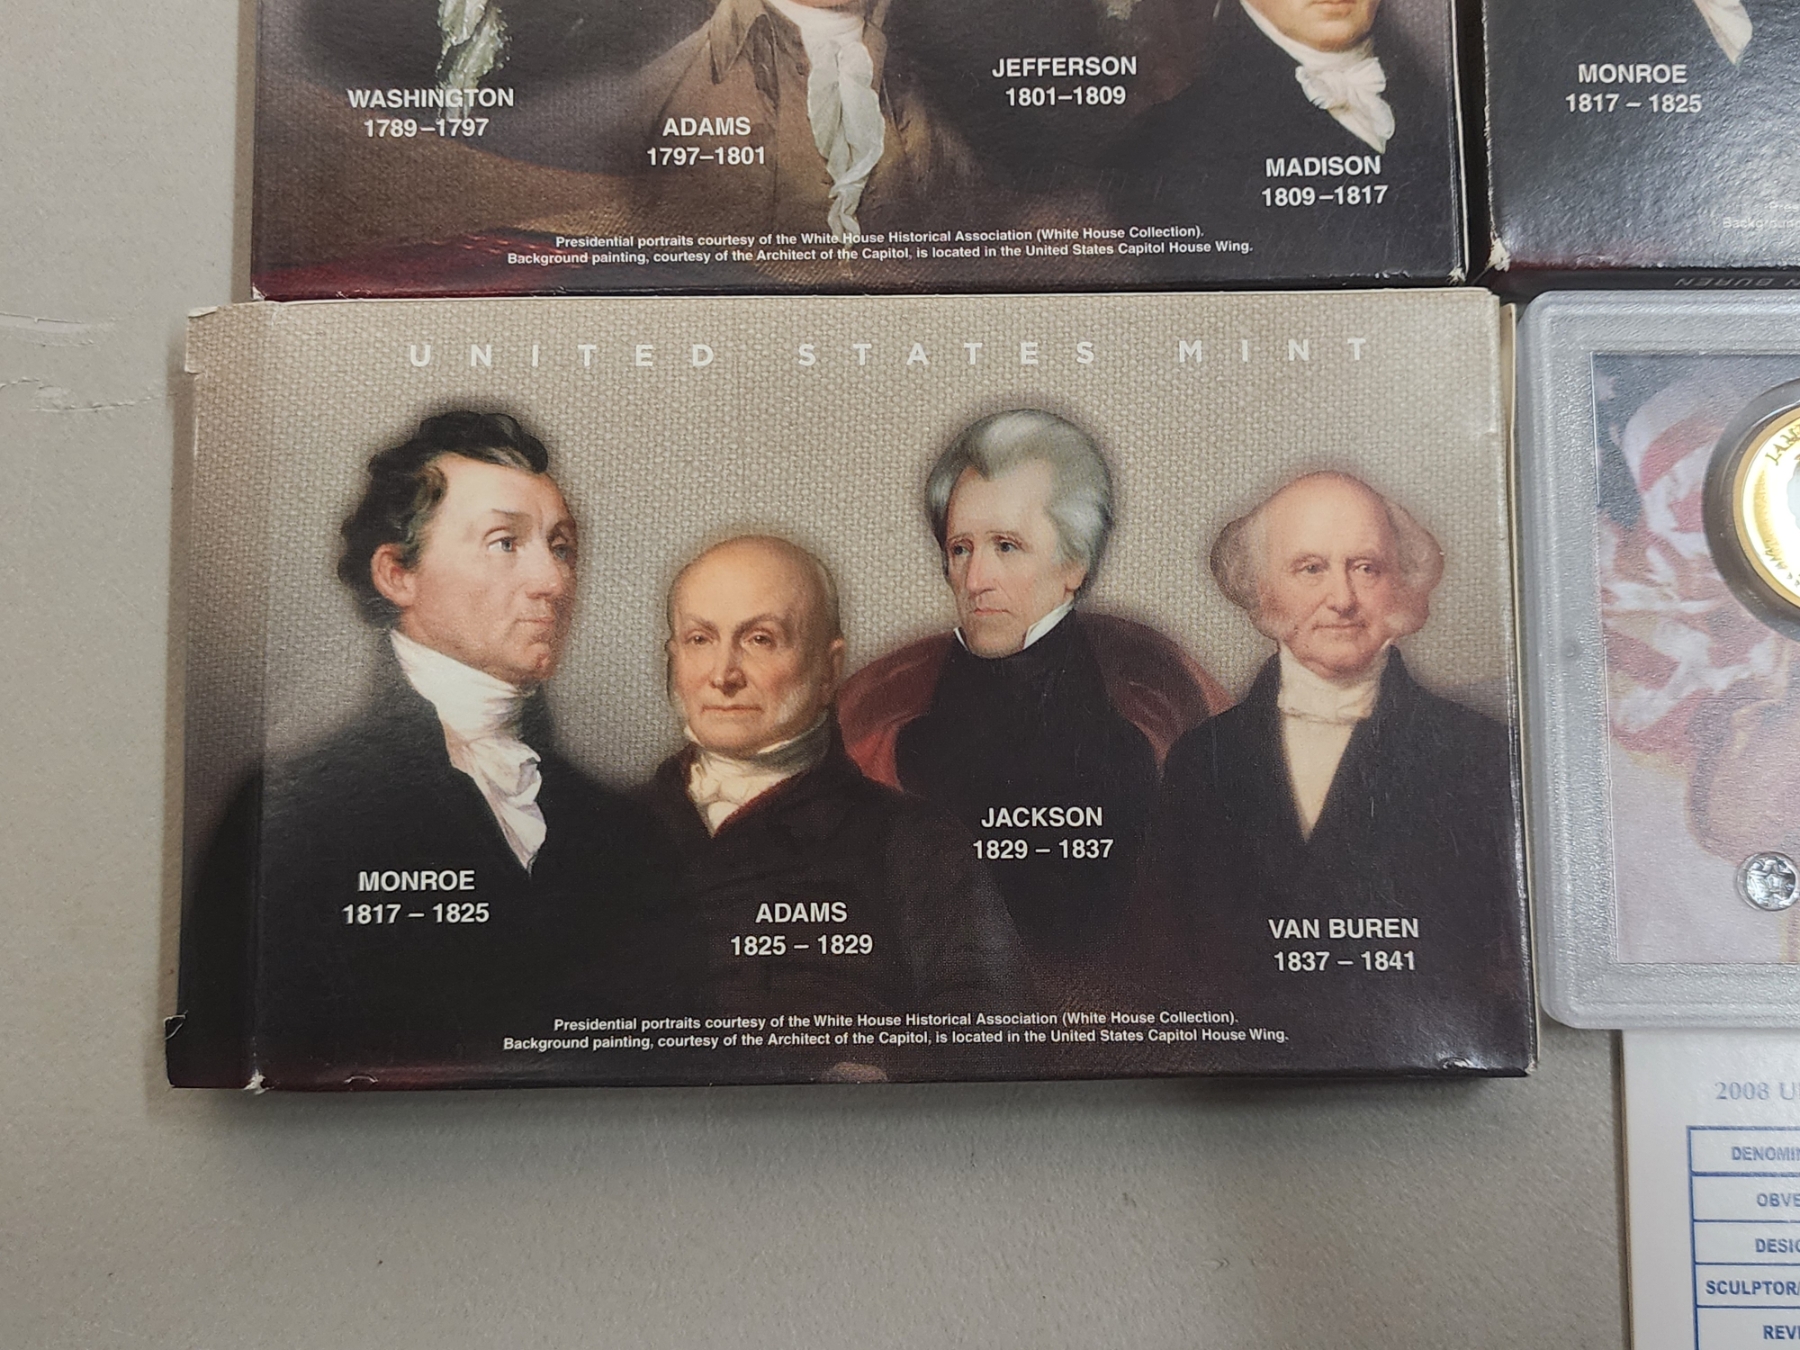 WASHINGTON
1789–1797
ADAMS
1797–1801
JEFFERSON
1801–1809
MADISON
1809–1817
Presidential portraits courtesy of the White House Historical Association (White House Collection).
Background painting, courtesy of the Architect of the Capitol, is located in the United States Capitol House Wing.
MONROE
1817 – 1825
Background
BUREN
UNITED STATES MINT
MONROE
1817 – 1825
ADAMS
1825 – 1829
JACKSON
1829 – 1837
VAN BUREN
1837 – 1841
Presidential portraits courtesy of the White House Historical Association (White House Collection).
Background painting, courtesy of the Architect of the Capitol, is located in the United States Capitol House Wing.
2008